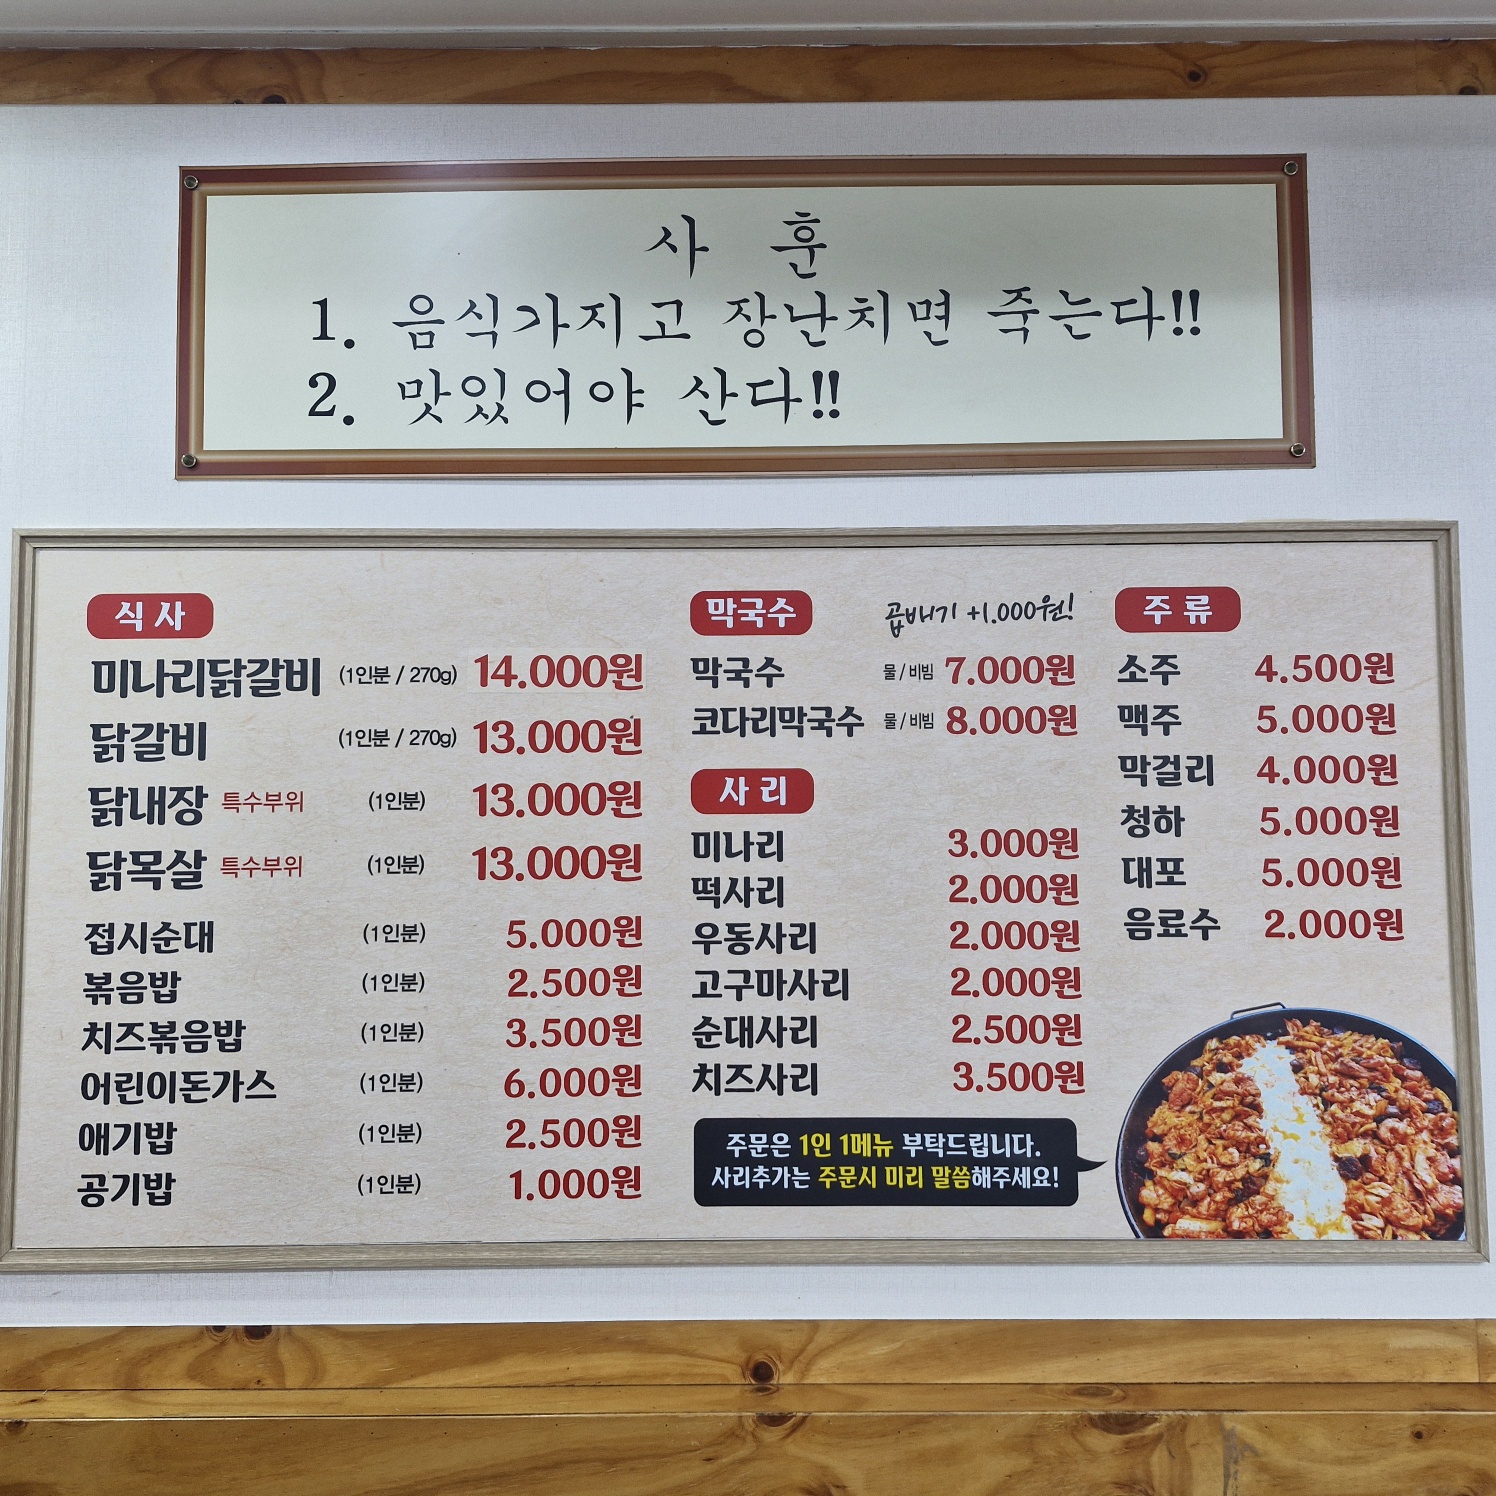 사 훈
1. 음식가지고 장난치면 죽는다!!
2. 맛있어야 산다!!
식 사
미나리닭갈비 (1인분 / 270g) 14.000원
닭갈비 (1인분 / 270g) 13.000원
닭내장 특수부위 (1인분) 13.000원
닭목살 특수부위 (1인분) 13.000원
접시순대 (1인분) 5.000원
볶음밥 (1인분) 2.500원
치즈볶음밥 (1인분) 3.500원
어린이돈가스 (1인분) 6.000원
애기밥 (1인분) 2.500원
공기밥 (1인분) 1.000원
막국수 곱배기 +1.000원!
막국수 물 / 비빔 7.000원
코다리막국수 물 / 비빔 8.000원
사 리
미나리 3.000원
떡사리 2.000원
우동사리 2.000원
고구마사리 2.000원
순대사리 2.500원
치즈사리 3.500원
주문은 1인 1메뉴 부탁드립니다.
사리추가는 주문시 미리 말씀해주세요!
주 류
소주 4.500원
맥주 5.000원
막걸리 4.000원
청하 5.000원
대포 5.000원
음료수 2.000원